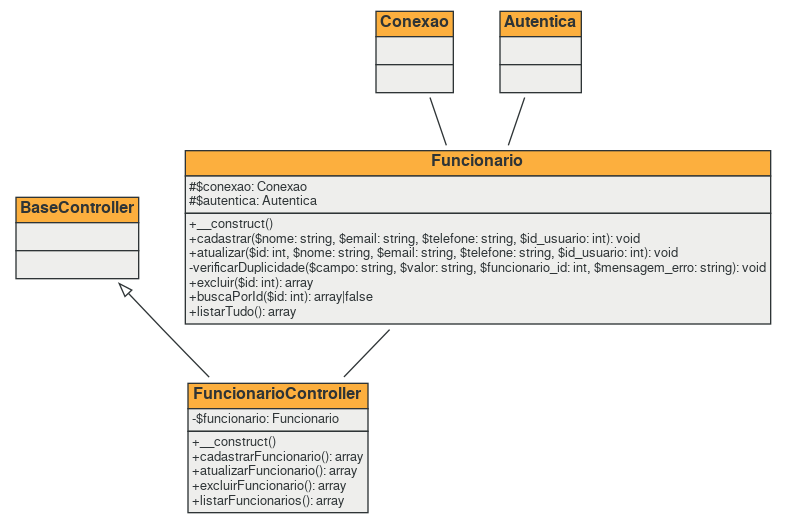 Conexao
Autentica
Funcionario
#$conexao: Conexao
#$autentica: Autentica
+__construct()
+cadastrar($nome: string, $email: string, $telefone: string, $id_usuario: int): void
+atualizar($id: int, $nome: string, $email: string, $telefone: string, $id_usuario: int): void
-verificarDuplicidade($campo: string, $valor: string, $funcionario_id: int, $mensagem_erro: string): void
+excluir($id: int): array
+buscaPorId($id: int): array|false
+listarTudo(): array
BaseController
FuncionarioController
-$funcionario: Funcionario
+__construct()
+cadastrarFuncionario(): array
+atualizarFuncionario(): array
+excluirFuncionario(): array
+listarFuncionarios(): array